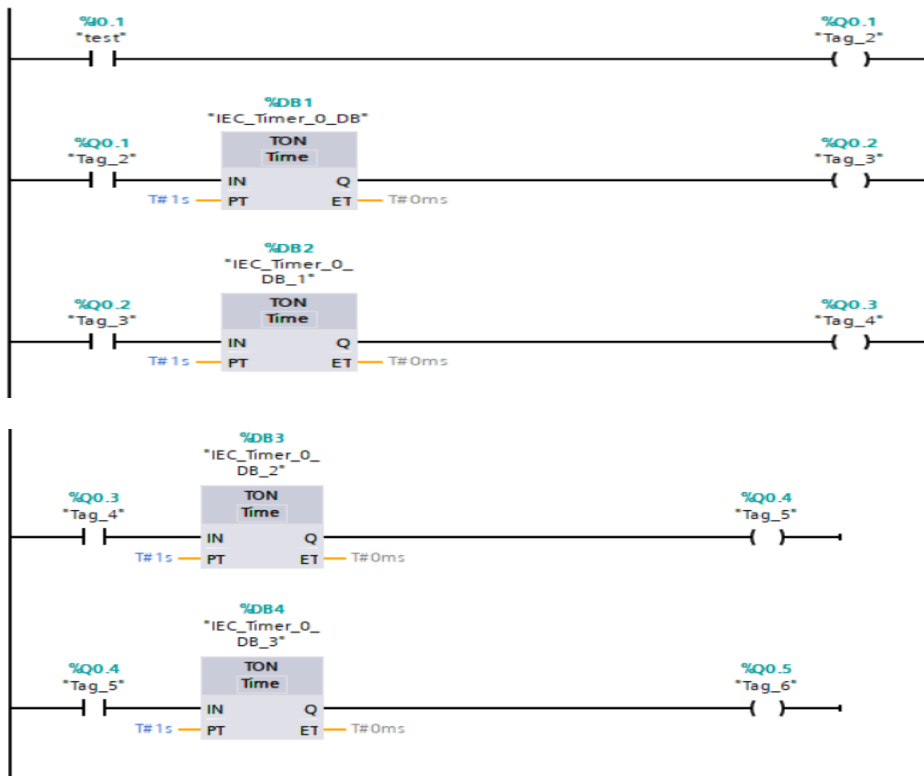 %I0.1
"test"
%Q0.1
"Tag_2"
%DB1
"IEC_Timer_0_DB"
%Q0.1
"Tag_2"
TON
Time
IN
Q
T#1s
PT
ET
T#0ms
%Q0.2
"Tag_3"
%DB2
"IEC_Timer_0_
DB_1"
%Q0.2
"Tag_3"
TON
Time
IN
Q
T#1s
PT
ET
T#0ms
%Q0.3
"Tag_4"
%DB3
"IEC_Timer_0_
DB_2"
%Q0.3
"Tag_4"
TON
Time
IN
Q
T#1s
PT
ET
T#0ms
%Q0.4
"Tag_5"
%DB4
"IEC_Timer_0_
DB_3"
%Q0.4
"Tag_5"
TON
Time
IN
Q
T#1s
PT
ET
T#0ms
%Q0.5
"Tag_6"